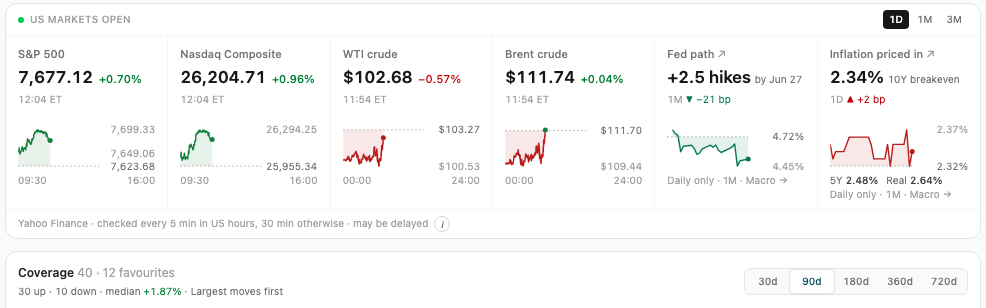 US MARKETS OPEN
1D 1M 3M
S&P 500
7,677.12 +0.70%
12:04 ET
7,699.33
7,649.06
7,623.68
09:30 16:00
Nasdaq Composite
26,204.71 +0.96%
12:04 ET
26,294.25
25,955.34
09:30 16:00
WTI crude
$102.68 −0.57%
11:54 ET
$103.27
$100.53
00:00 24:00
Brent crude
$111.74 +0.04%
11:54 ET
$111.70
$109.44
00:00 24:00
Fed path ↗
+2.5 hikes by Jun 27
1M ▼ −21 bp
4.72%
4.45%
Daily only · 1M · Macro →
Inflation priced in ↗
2.34% 10Y breakeven
1D ▲ +2 bp
2.37%
2.32%
5Y 2.48% Real 2.64%
Daily only · 1M · Macro →
Yahoo Finance · checked every 5 min in US hours, 30 min otherwise · may be delayed i
Coverage 40 · 12 favourites
30 up · 10 down · median +1.87% · Largest moves first
30d 90d 180d 360d 720d